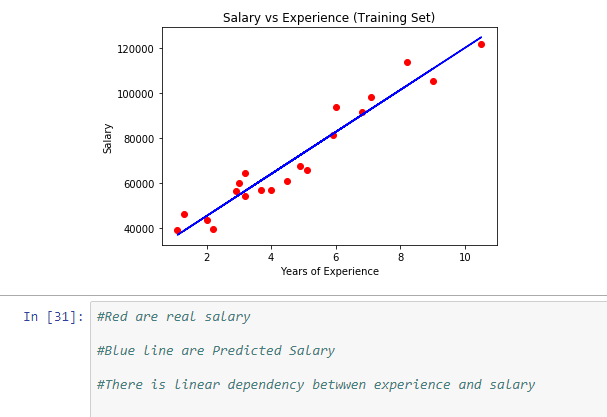 Salary vs Experience (Training Set)
120000
100000
80000
60000
40000
Salary
2 4 6 8 10
Years of Experience
In [31]: #Red are real salary
#Blue line are Predicted Salary
#There is linear dependency betwwen experience and salary